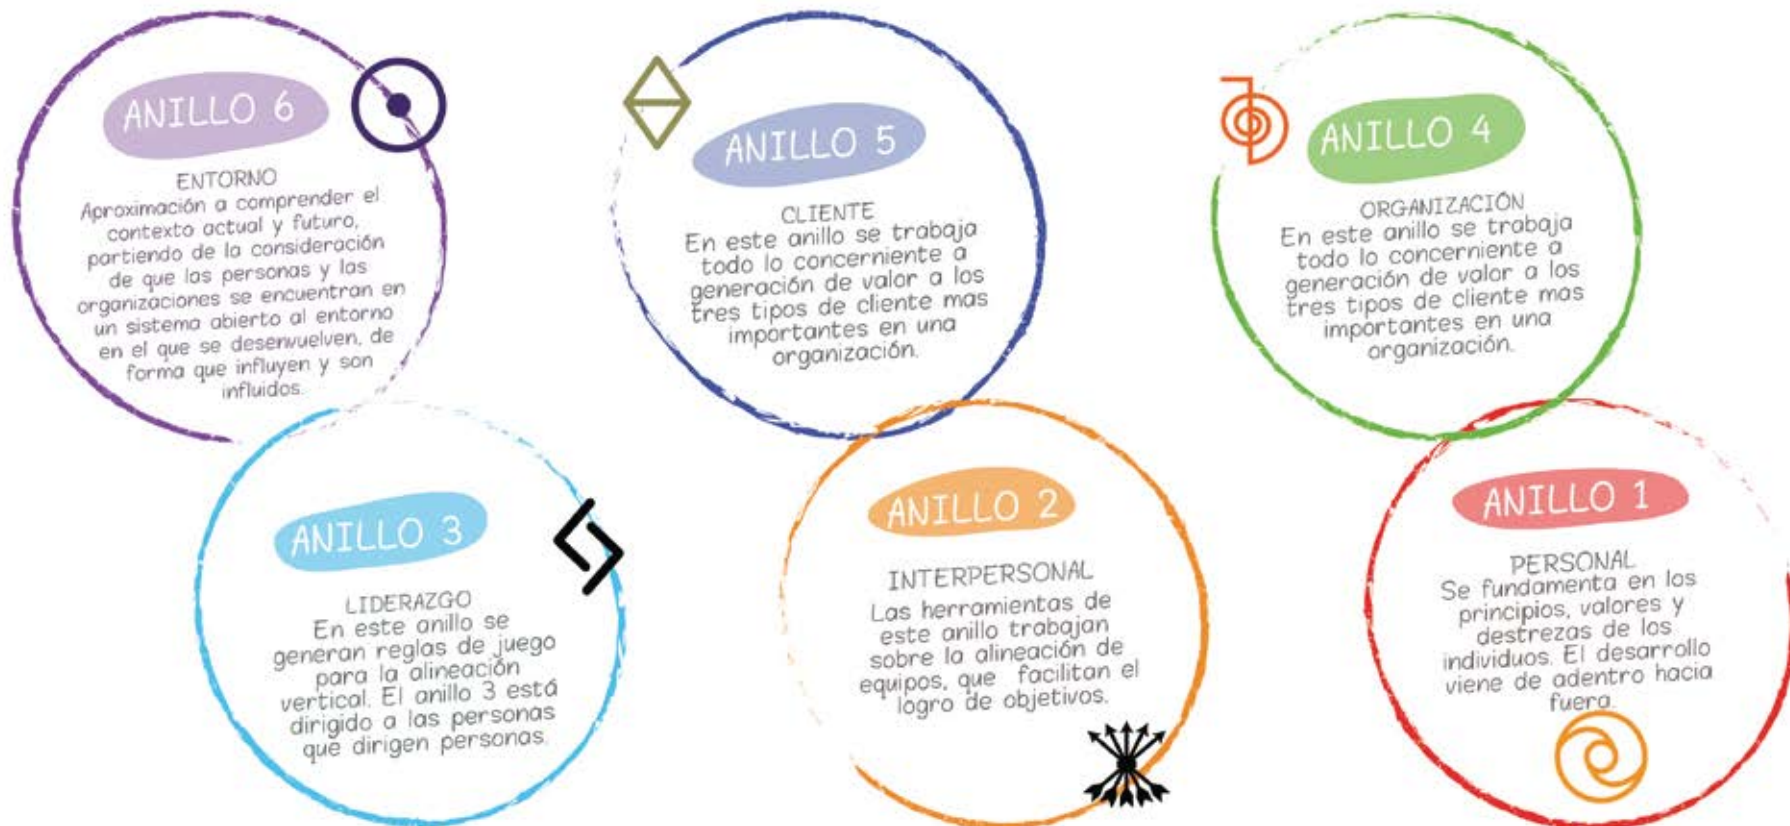 ANILLO 6
ENTORNO
Aproximación a comprender el
contexto actual y futuro,
partiendo de la consideración
de que las personas y las
organizaciones se encuentran en
un sistema abierto al entorno
en el que se desenvuelven, de
forma que influyen y son
influidos.
ANILLO 5
CLIENTE
En este anillo se trabaja
todo lo concerniente a
generación de valor a los
tres tipos de cliente mas
importantes en una
organización.
ANILLO 4
ORGANIZACIÓN
En este anillo se trabaja
todo lo concerniente a
generación de valor a los
tres tipos de cliente mas
importantes en una
organización.
ANILLO 3
LIDERAZGO
En este anillo se
generan reglas de juego
para la alineación
vertical. El anillo 3 está
dirigido a las personas
que dirigen personas.
ANILLO 2
INTERPERSONAL
Las herramientas de
este anillo trabajan
sobre la alineación de
equipos, que facilitan el
logro de objetivos.
ANILLO 1
PERSONAL
Se fundamenta en los
principios, valores y
destrezas de los
individuos. El desarrollo
viene de adentro hacia
fuera.